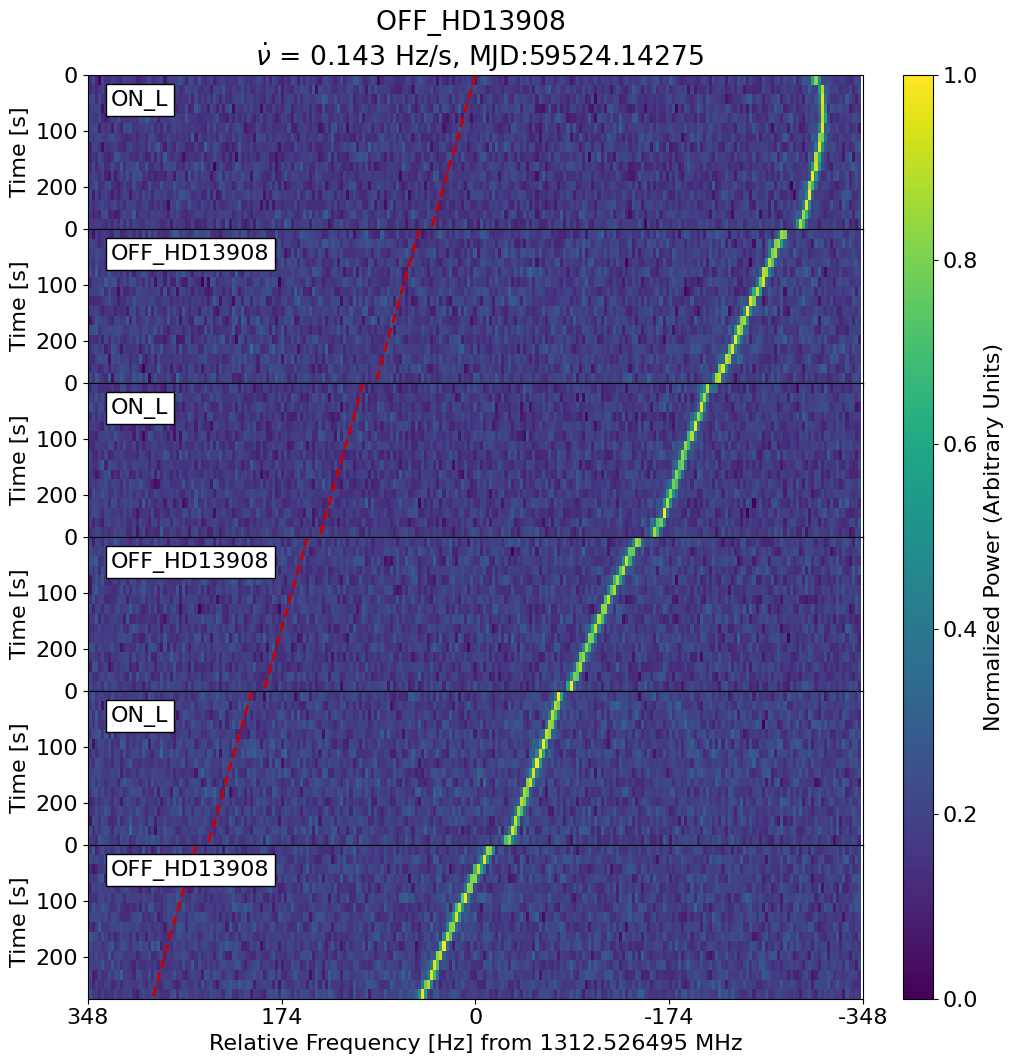 OFF_HD13908
ν̇ = 0.143 Hz/s, MJD:59524.14275
0
100
200
Time [s]
ON_L
0
100
200
Time [s]
OFF_HD13908
0
100
200
Time [s]
ON_L
0
100
200
Time [s]
OFF_HD13908
0
100
200
Time [s]
ON_L
0
100
200
Time [s]
OFF_HD13908
348 174 0 -174 -348
Relative Frequency [Hz] from 1312.526495 MHz
1.0
0.8
0.6
0.4
0.2
0.0
Normalized Power (Arbitrary Units)